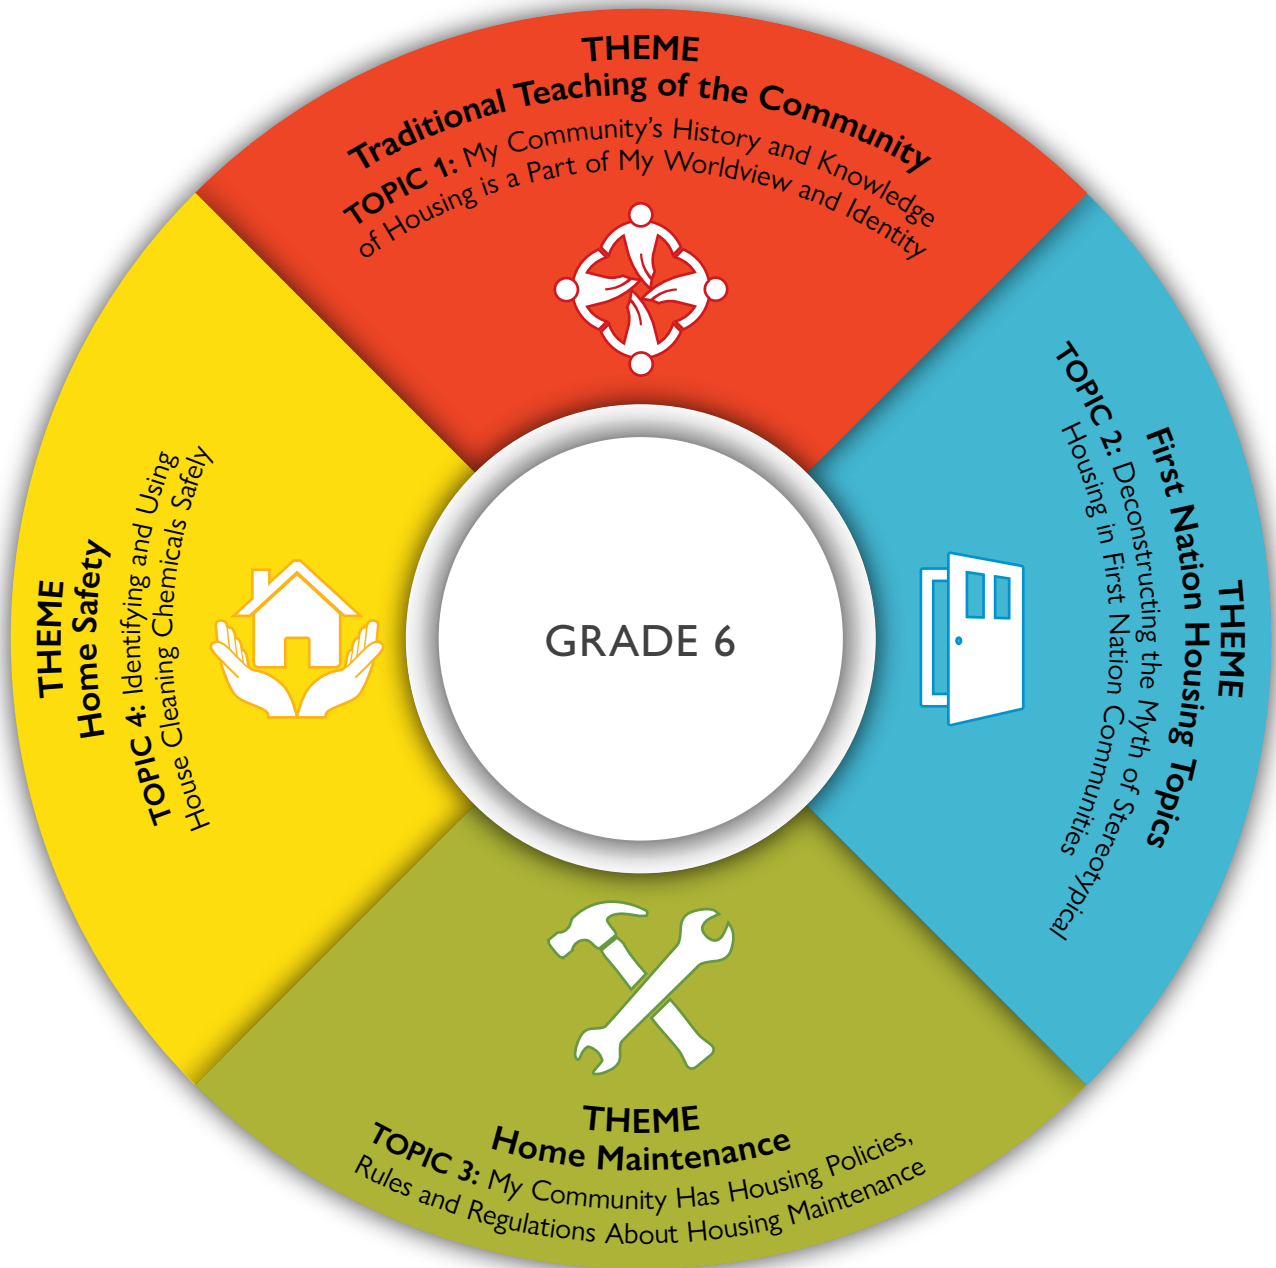 THEME
Traditional Teaching of the Community
TOPIC 1: My Community's History and Knowledge
of Housing is a Part of My Worldview and Identity
THEME
First Nation Housing Topics
TOPIC 2: Deconstructing the Myth of Stereotypical
Housing in First Nation Communities
THEME
Home Maintenance
TOPIC 3: My Community Has Housing Policies,
Rules and Regulations About Housing Maintenance
THEME
Home Safety
TOPIC 4: Identifying and Using
House Cleaning Chemicals Safely
GRADE 6